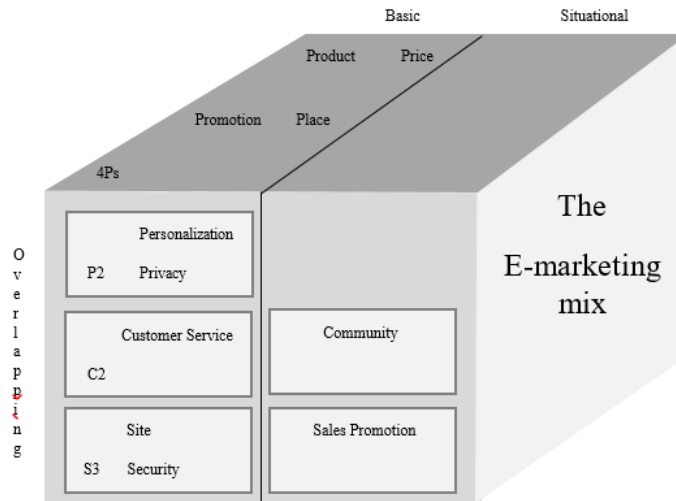 Basic Situational
Product Price
Promotion Place
4Ps
The
E-marketing
mix
Overlapping
Personalization
P2 Privacy
Customer Service
C2
Community
Site
S3 Security
Sales Promotion